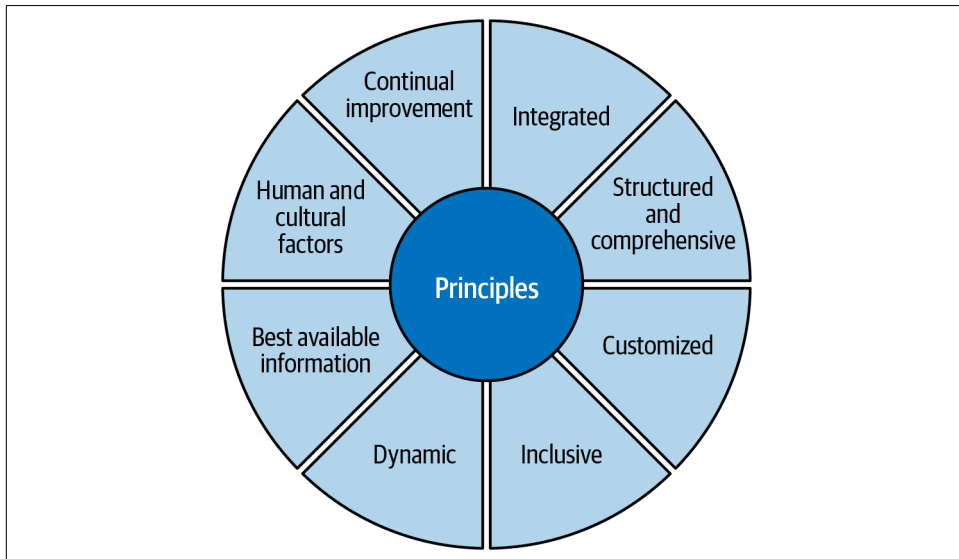 Continual
improvement
Integrated
Structured
and
comprehensive
Customized
Inclusive
Dynamic
Best available
information
Human and
cultural
factors
Principles